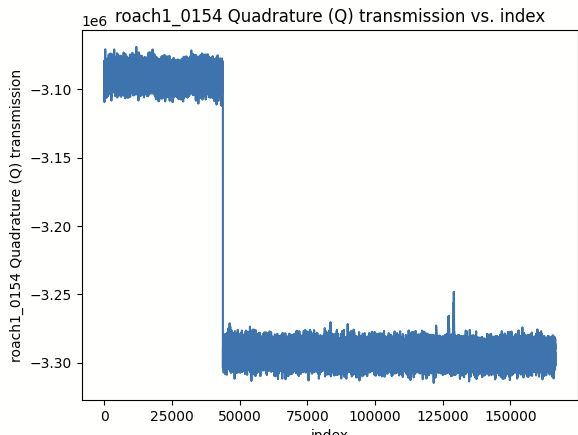 roach1_0154 Quadrature (Q) transmission vs. index
1e6
roach1_0154 Quadrature (Q) transmission
−3.10
−3.15
−3.20
−3.25
−3.30
0 25000 50000 75000 100000 125000 150000
index